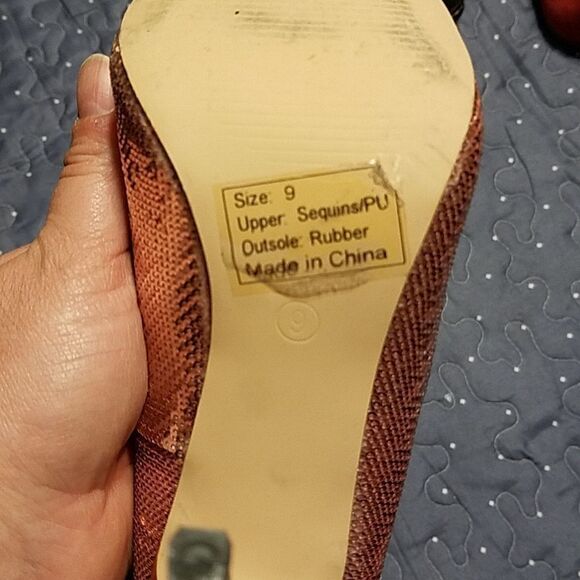 Size: 9
Upper: Sequins/PU
Outsole: Rubber
Made in China
9